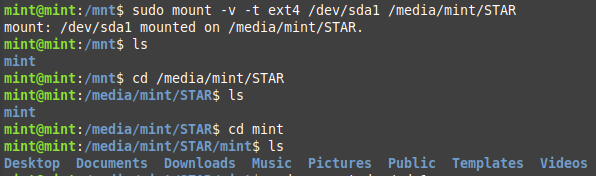 mint@mint:/mnt$ sudo mount -v -t ext4 /dev/sda1 /media/mint/STAR
mount: /dev/sda1 mounted on /media/mint/STAR.
mint@mint:/mnt$ ls
mint
mint@mint:/mnt$ cd /media/mint/STAR
mint@mint:/media/mint/STAR$ ls
mint
mint@mint:/media/mint/STAR$ cd mint
mint@mint:/media/mint/STAR/mint$ ls
Desktop  Documents  Downloads  Music  Pictures  Public  Templates  Videos